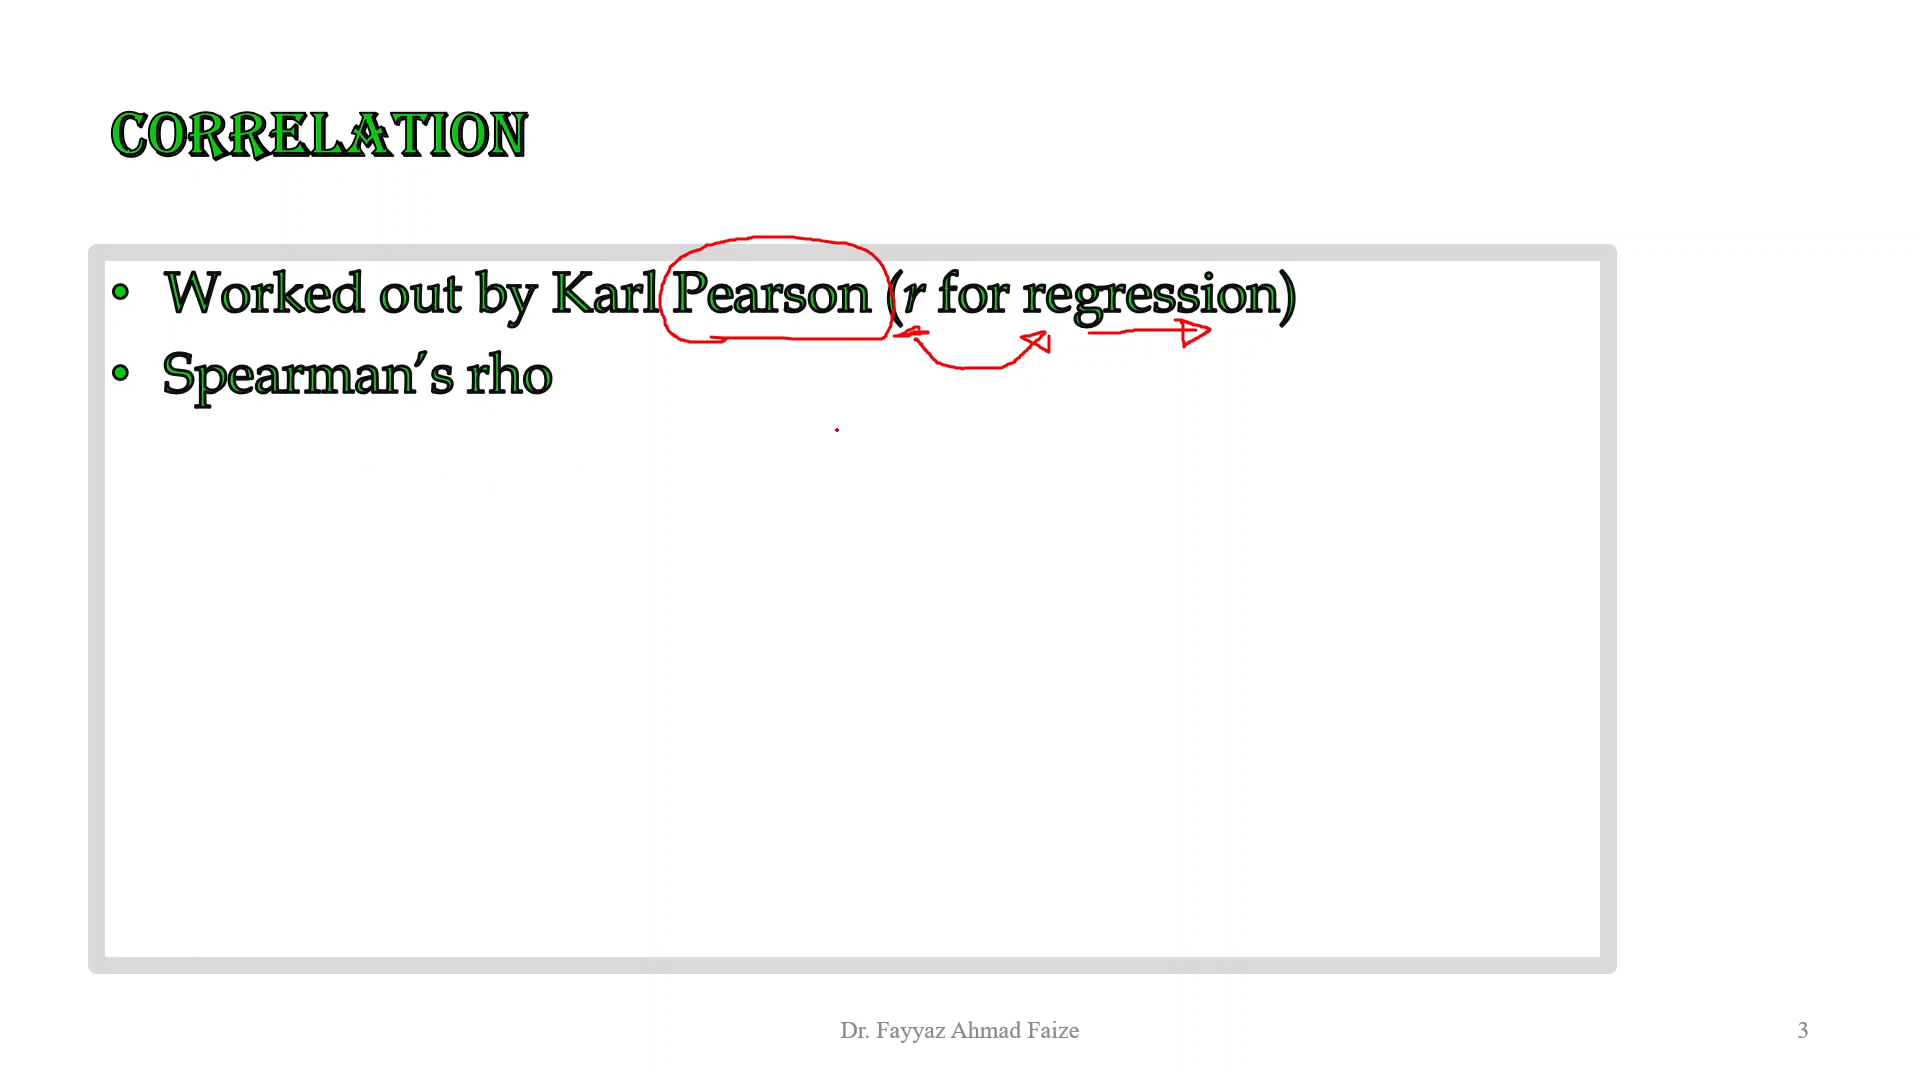 CORRELATION
• Worked out by Karl Pearson (r for regression)
• Spearman’s rho
Dr. Fayyaz Ahmad Faize
3